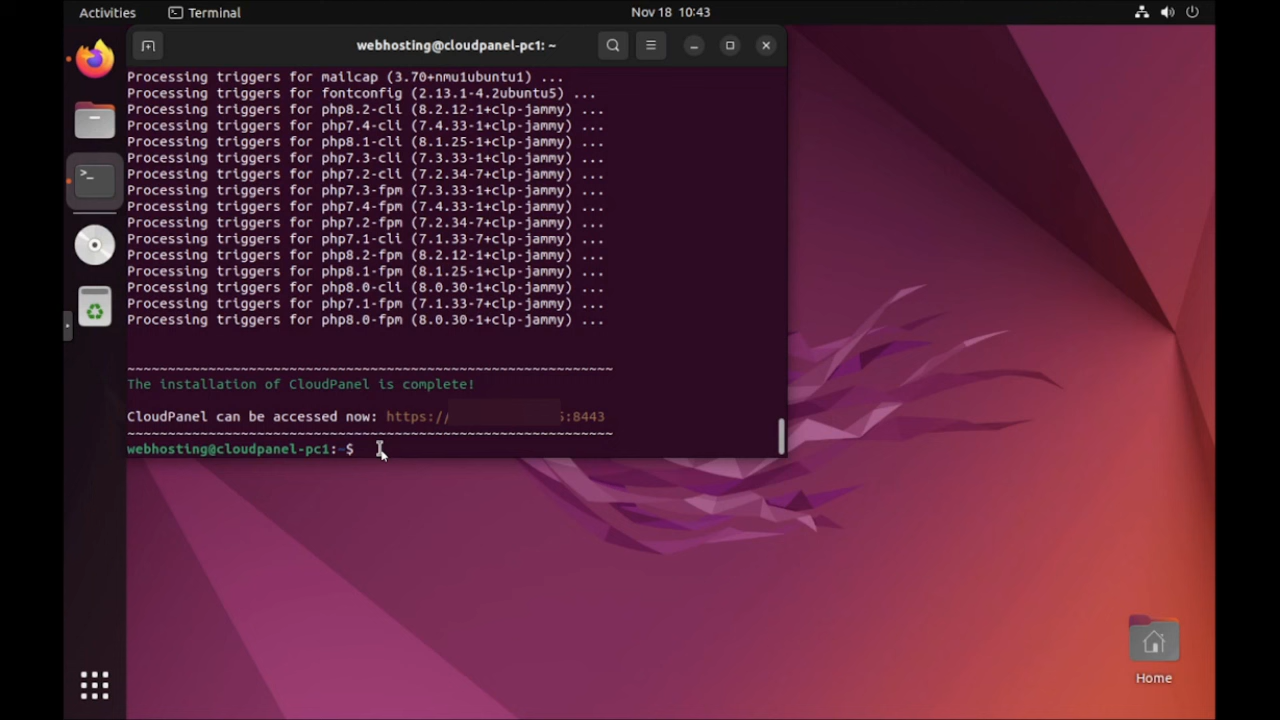 Activities Terminal Nov 18 10:43
webhosting@cloudpanel-pc1: ~
Processing triggers for mailcap (3.70+nmu1ubuntu1) ...
Processing triggers for fontconfig (2.13.1-4.2ubuntu5) ...
Processing triggers for php8.2-cli (8.2.12-1+clp-jammy) ...
Processing triggers for php7.4-cli (7.4.33-1+clp-jammy) ...
Processing triggers for php8.1-cli (8.1.25-1+clp-jammy) ...
Processing triggers for php7.3-cli (7.3.33-1+clp-jammy) ...
Processing triggers for php7.2-cli (7.2.34-7+clp-jammy) ...
Processing triggers for php7.3-fpm (7.3.33-1+clp-jammy) ...
Processing triggers for php7.4-fpm (7.4.33-1+clp-jammy) ...
Processing triggers for php7.2-fpm (7.2.34-7+clp-jammy) ...
Processing triggers for php7.1-cli (7.1.33-7+clp-jammy) ...
Processing triggers for php8.2-fpm (8.2.12-1+clp-jammy) ...
Processing triggers for php8.1-fpm (8.1.25-1+clp-jammy) ...
Processing triggers for php8.0-cli (8.0.30-1+clp-jammy) ...
Processing triggers for php7.1-fpm (7.1.33-7+clp-jammy) ...
Processing triggers for php8.0-fpm (8.0.30-1+clp-jammy) ...
~~~~~~~~~~~~~~~~~~~~~~~~~~~~~~~~~~~~~~~~~~~~~~~~~~~~~~~~~~~~
The installation of CloudPanel is complete!
CloudPanel can be accessed now: https:// :8443
~~~~~~~~~~~~~~~~~~~~~~~~~~~~~~~~~~~~~~~~~~~~~~~~~~~~~~~~~~~~
webhosting@cloudpanel-pc1:~$
Home